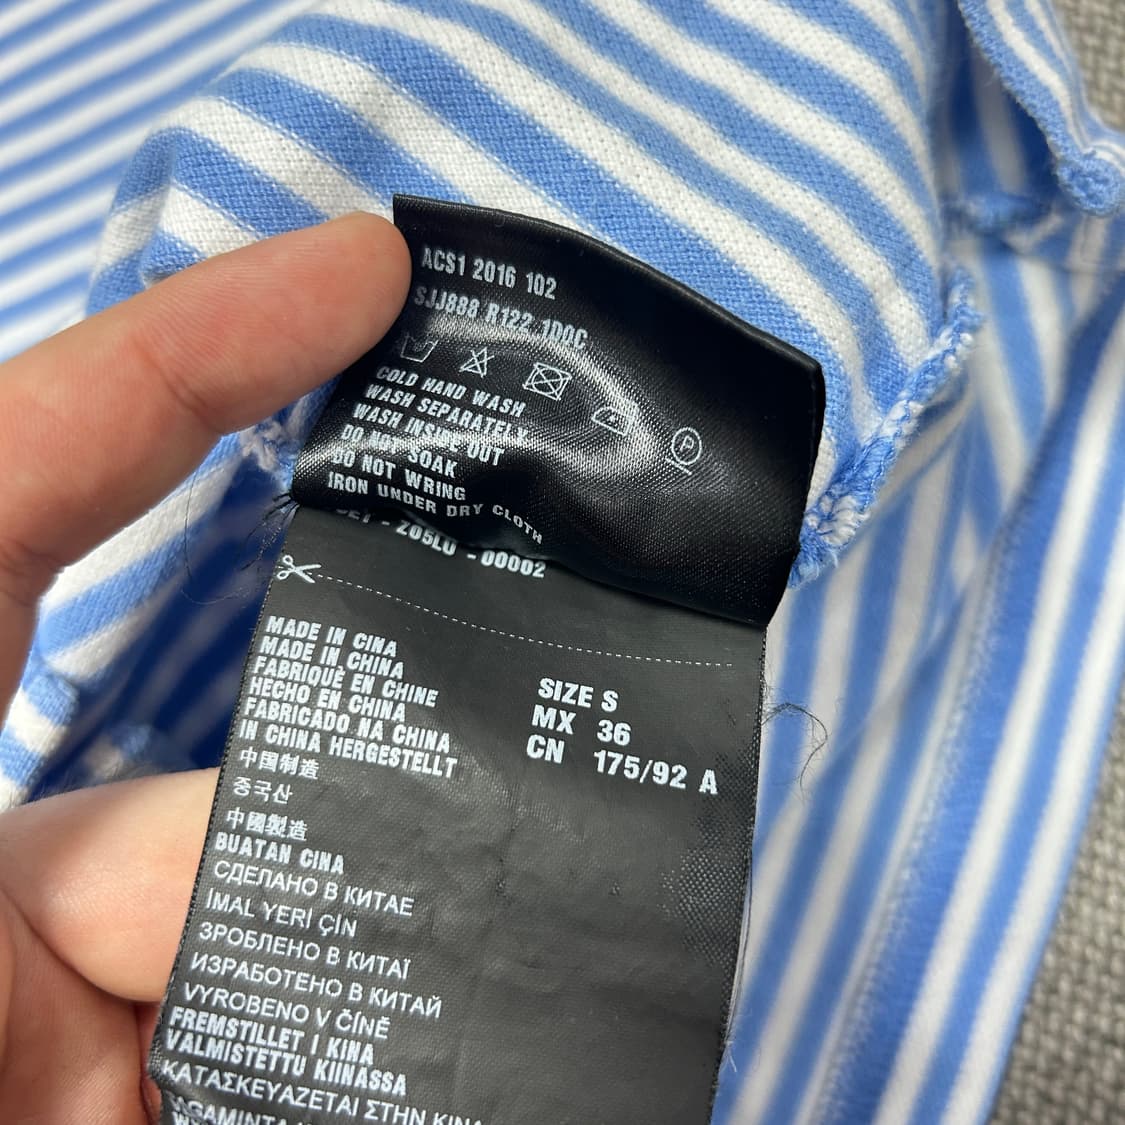 ACS1 2016 102
SJJ888 R122 1D0C
P
COLD HAND WASH
WASH SEPARATELY
WASH INSIDE OUT
DO NOT SOAK
DO NOT WRING
IRON UNDER DRY CLOTH
- Z05L0 - 00002
MADE IN CINA
MADE IN CHINA
FABRIQUÉ EN CHINE
HECHO EN CHINA
FABRICADO NA CHINA
IN CHINA HERGESTELLT
中国制造
중국산
中國製造
BUATAN CINA
СДЕЛАНО В КИТАЕ
İMAL YERİ ÇİN
ЗРОБЛЕНО В КИТАЇ
ИЗРАБОТЕНО В КИТАЙ
VYROBENO V ČÍNĚ
FREMSTILLET I KINA
VALMISTETTU KIINASSA
ΚΑΤΑΣΚΕΥΑΖΕΤΑΙ ΣΤΗΝ ΚΙΝΑ
SIZE S
MX 36
CN 175/92 A